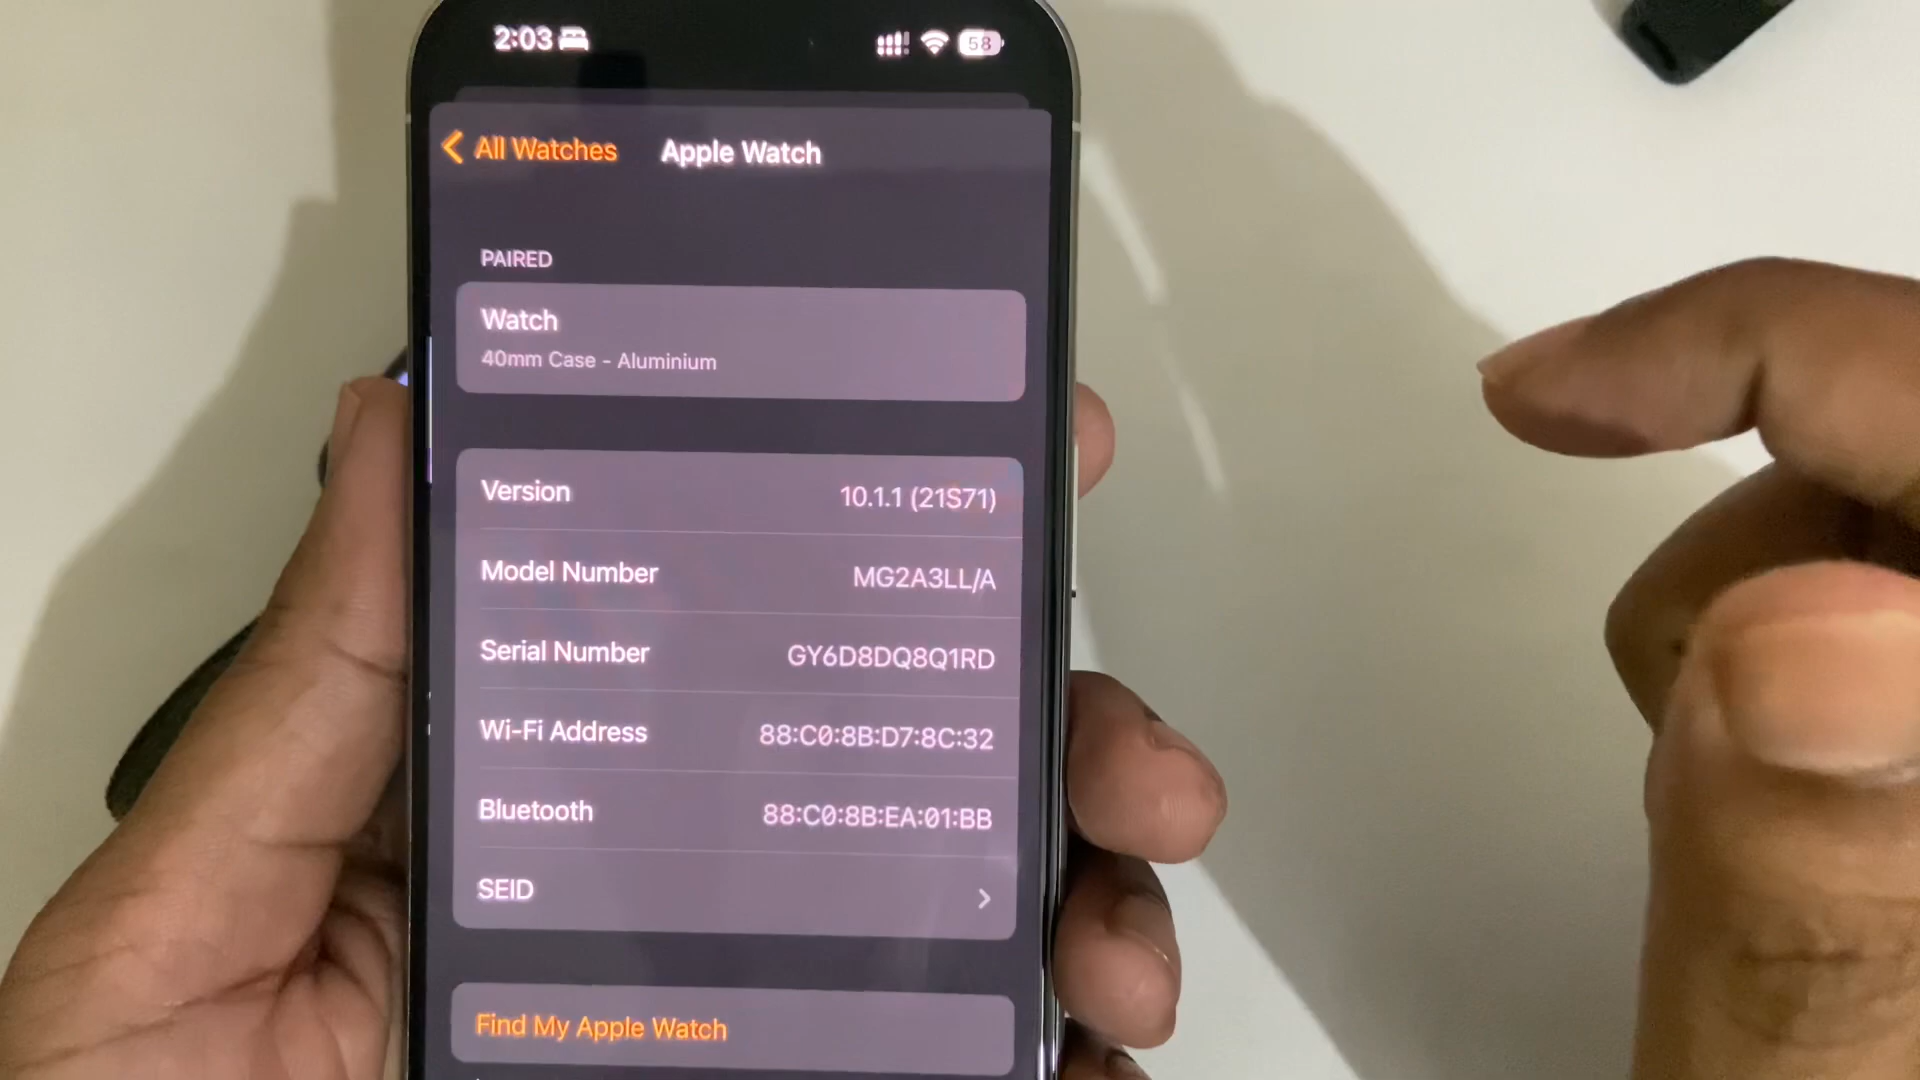 2:03 58
All Watches Apple Watch
PAIRED
Watch
40mm Case - Aluminium
Version 10.1.1 (21S71)
Model Number MG2A3LL/A
Serial Number GY6D8DQ8Q1RD
Wi-Fi Address 88:C0:8B:D7:8C:32
Bluetooth 88:C0:8B:EA:01:BB
SEID
Find My Apple Watch